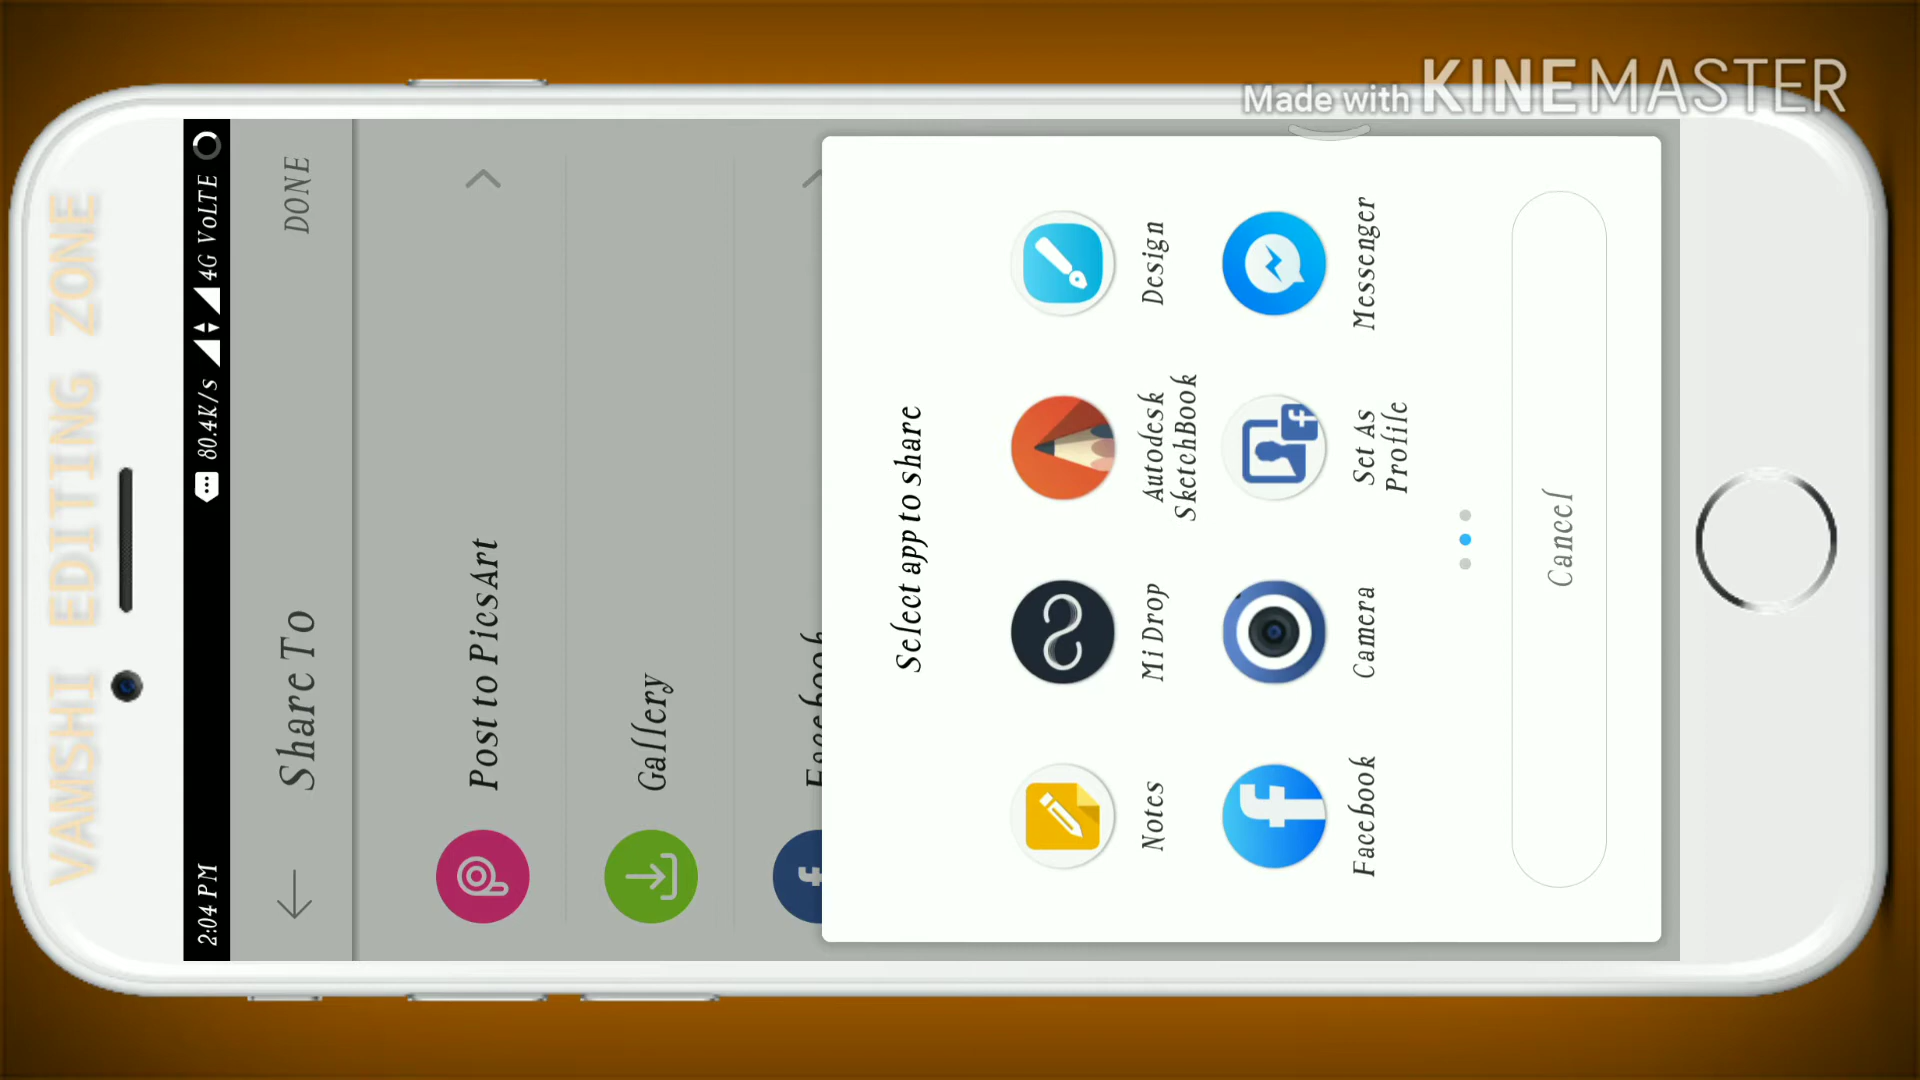 Made with KINEMASTER
VAMSHI EDITING ZONE
2:04 PM 80.4K/s 4G VoLTE
Share To DONE
Post to PicsArt
Gallery
Facebook
Select app to share
Notes
Mi Drop
Autodesk
SketchBook
Design
Facebook
Camera
Set As
Profile
Messenger
Cancel